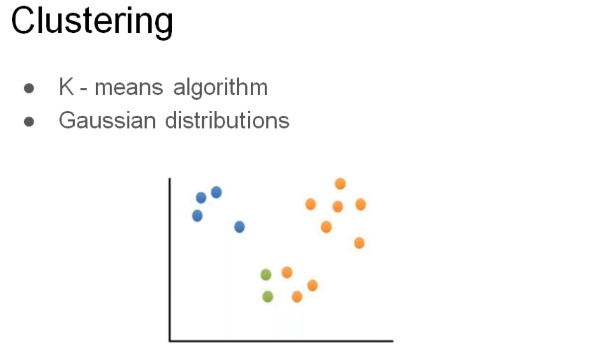 Clustering
● K - means algorithm
● Gaussian distributions